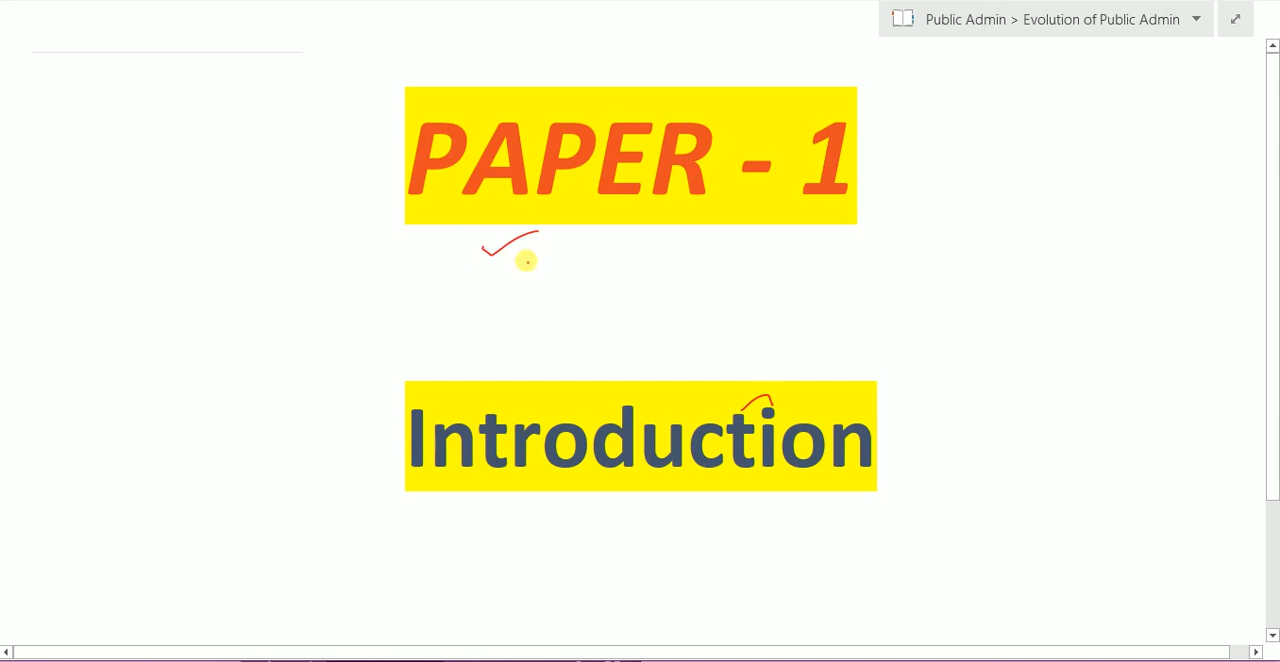 Public Admin > Evolution of Public Admin
PAPER - 1
Introduction